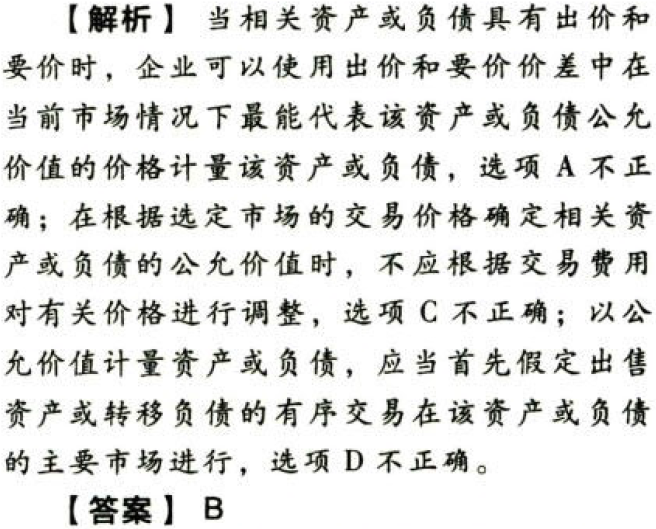 【解析】 当相关资产或负债具有出价和
要价时，企业可以使用出价和要价价差中在
当前市场情况下最能代表该资产或负债公允
价值的价格计量该资产或负债，选项 A 不正
确；在根据选定市场的交易价格确定相关资
产或负债的公允价值时，不应根据交易费用
对有关价格进行调整，选项 C 不正确；以公
允价值计量资产或负债，应当首先假定出售
资产或转移负债的有序交易在该资产或负债
的主要市场进行，选项 D 不正确。
【答案】 B